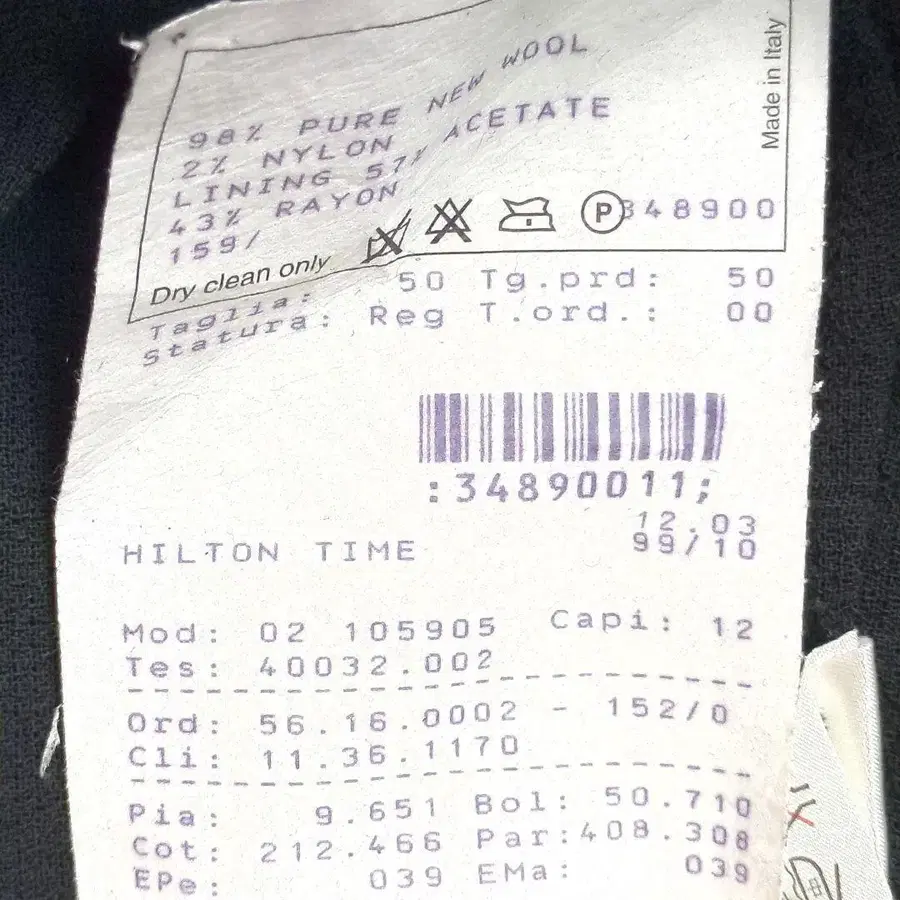 Made in Italy
98% PURE NEW WOOL
2% NYLON
LINING 57% ACETATE
43% RAYON
159/
P 348900
Dry clean only
Taglia: 50 Tg.prd: 50
Statura: Reg T.ord.: 00
:34890011;
12.03
HILTON TIME 99/10
Mod: 02 105905 Capi: 12
Tes: 40032.002
Ord: 56.16.0002 - 152/0
Cli: 11.36.1170
Pia: 9.651 Bol: 50.710
Cot: 212.466 Par:408.308
EPe: 039 EMa: 039